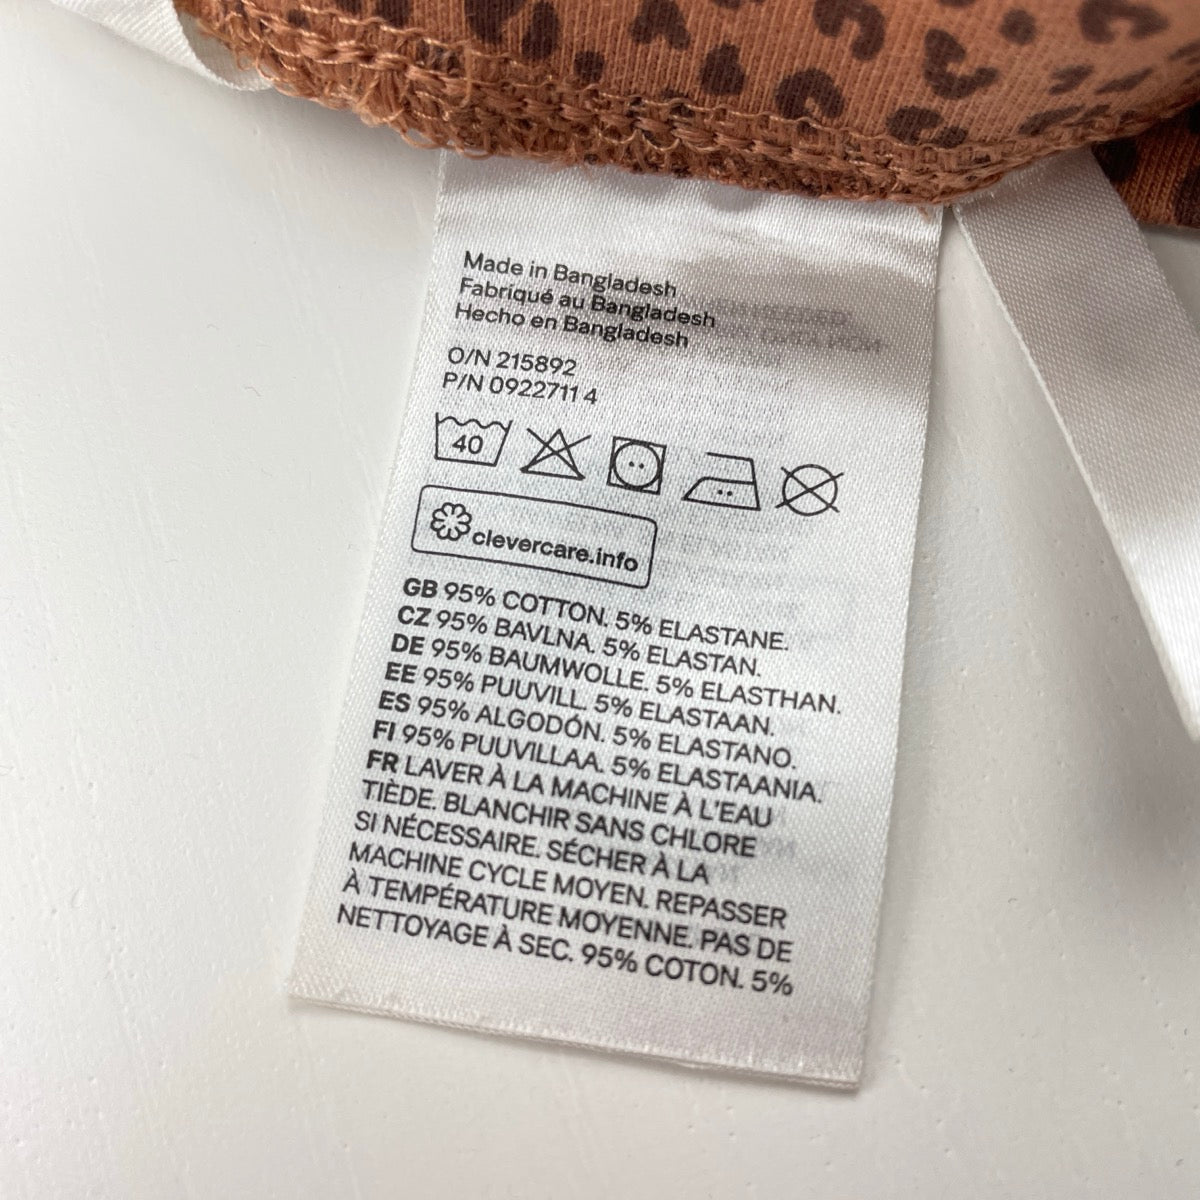 Made in Bangladesh
Fabriqué au Bangladesh
Hecho en Bangladesh
O/N 215892
P/N 0922711 4
40
clevercare.info
GB 95% COTTON. 5% ELASTANE.
CZ 95% BAVLNA. 5% ELASTAN.
DE 95% BAUMWOLLE. 5% ELASTHAN.
EE 95% PUUVILL. 5% ELASTAAN.
ES 95% ALGODÓN. 5% ELASTANO.
FI 95% PUUVILLAA. 5% ELASTAANIA.
FR LAVER À LA MACHINE À L'EAU
TIÈDE. BLANCHIR SANS CHLORE
SI NÉCESSAIRE. SÉCHER À LA
MACHINE CYCLE MOYEN. REPASSER
À TEMPÉRATURE MOYENNE. PAS DE
NETTOYAGE À SEC. 95% COTON. 5%